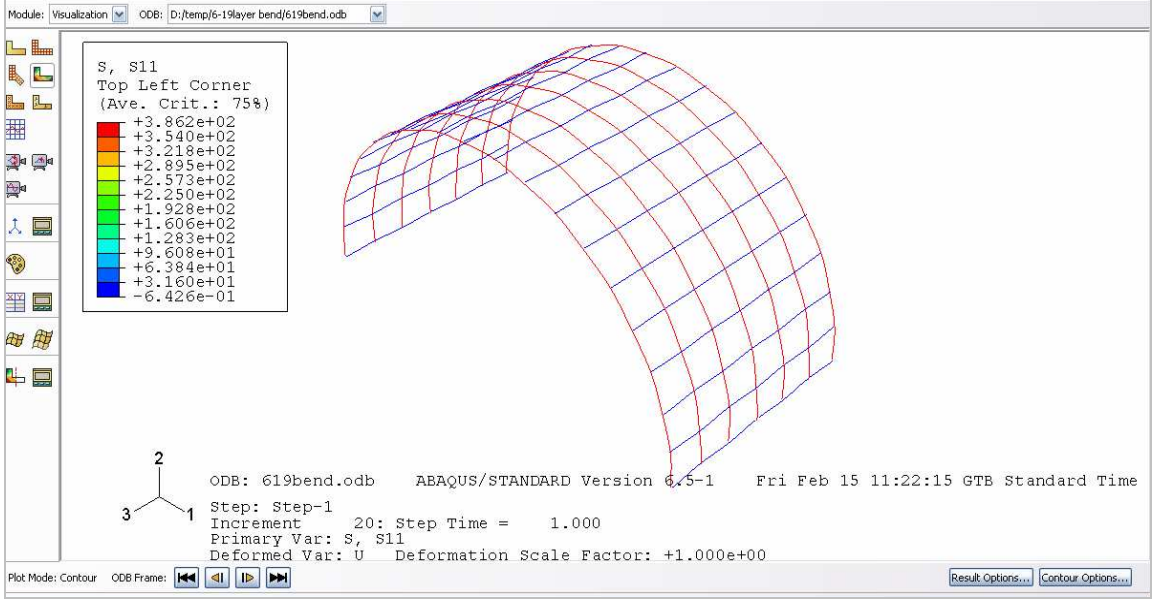 Module: Visualization ODB: D:/temp/6-19layer bend/619bend.odb
S, S11
Top Left Corner
(Ave. Crit.: 75%)
+3.862e+02
+3.540e+02
+3.218e+02
+2.895e+02
+2.573e+02
+2.250e+02
+1.928e+02
+1.606e+02
+1.283e+02
+9.608e+01
+6.384e+01
+3.160e+01
-6.426e-01
2
3
1
ODB: 619bend.odb ABAQUS/STANDARD Version 6.5-1 Fri Feb 15 11:22:15 GTB Standard Time
Step: Step-1
Increment 20: Step Time = 1.000
Primary Var: S, S11
Deformed Var: U Deformation Scale Factor: +1.000e+00
Plot Mode: Contour ODB Frame: Result Options... Contour Options...